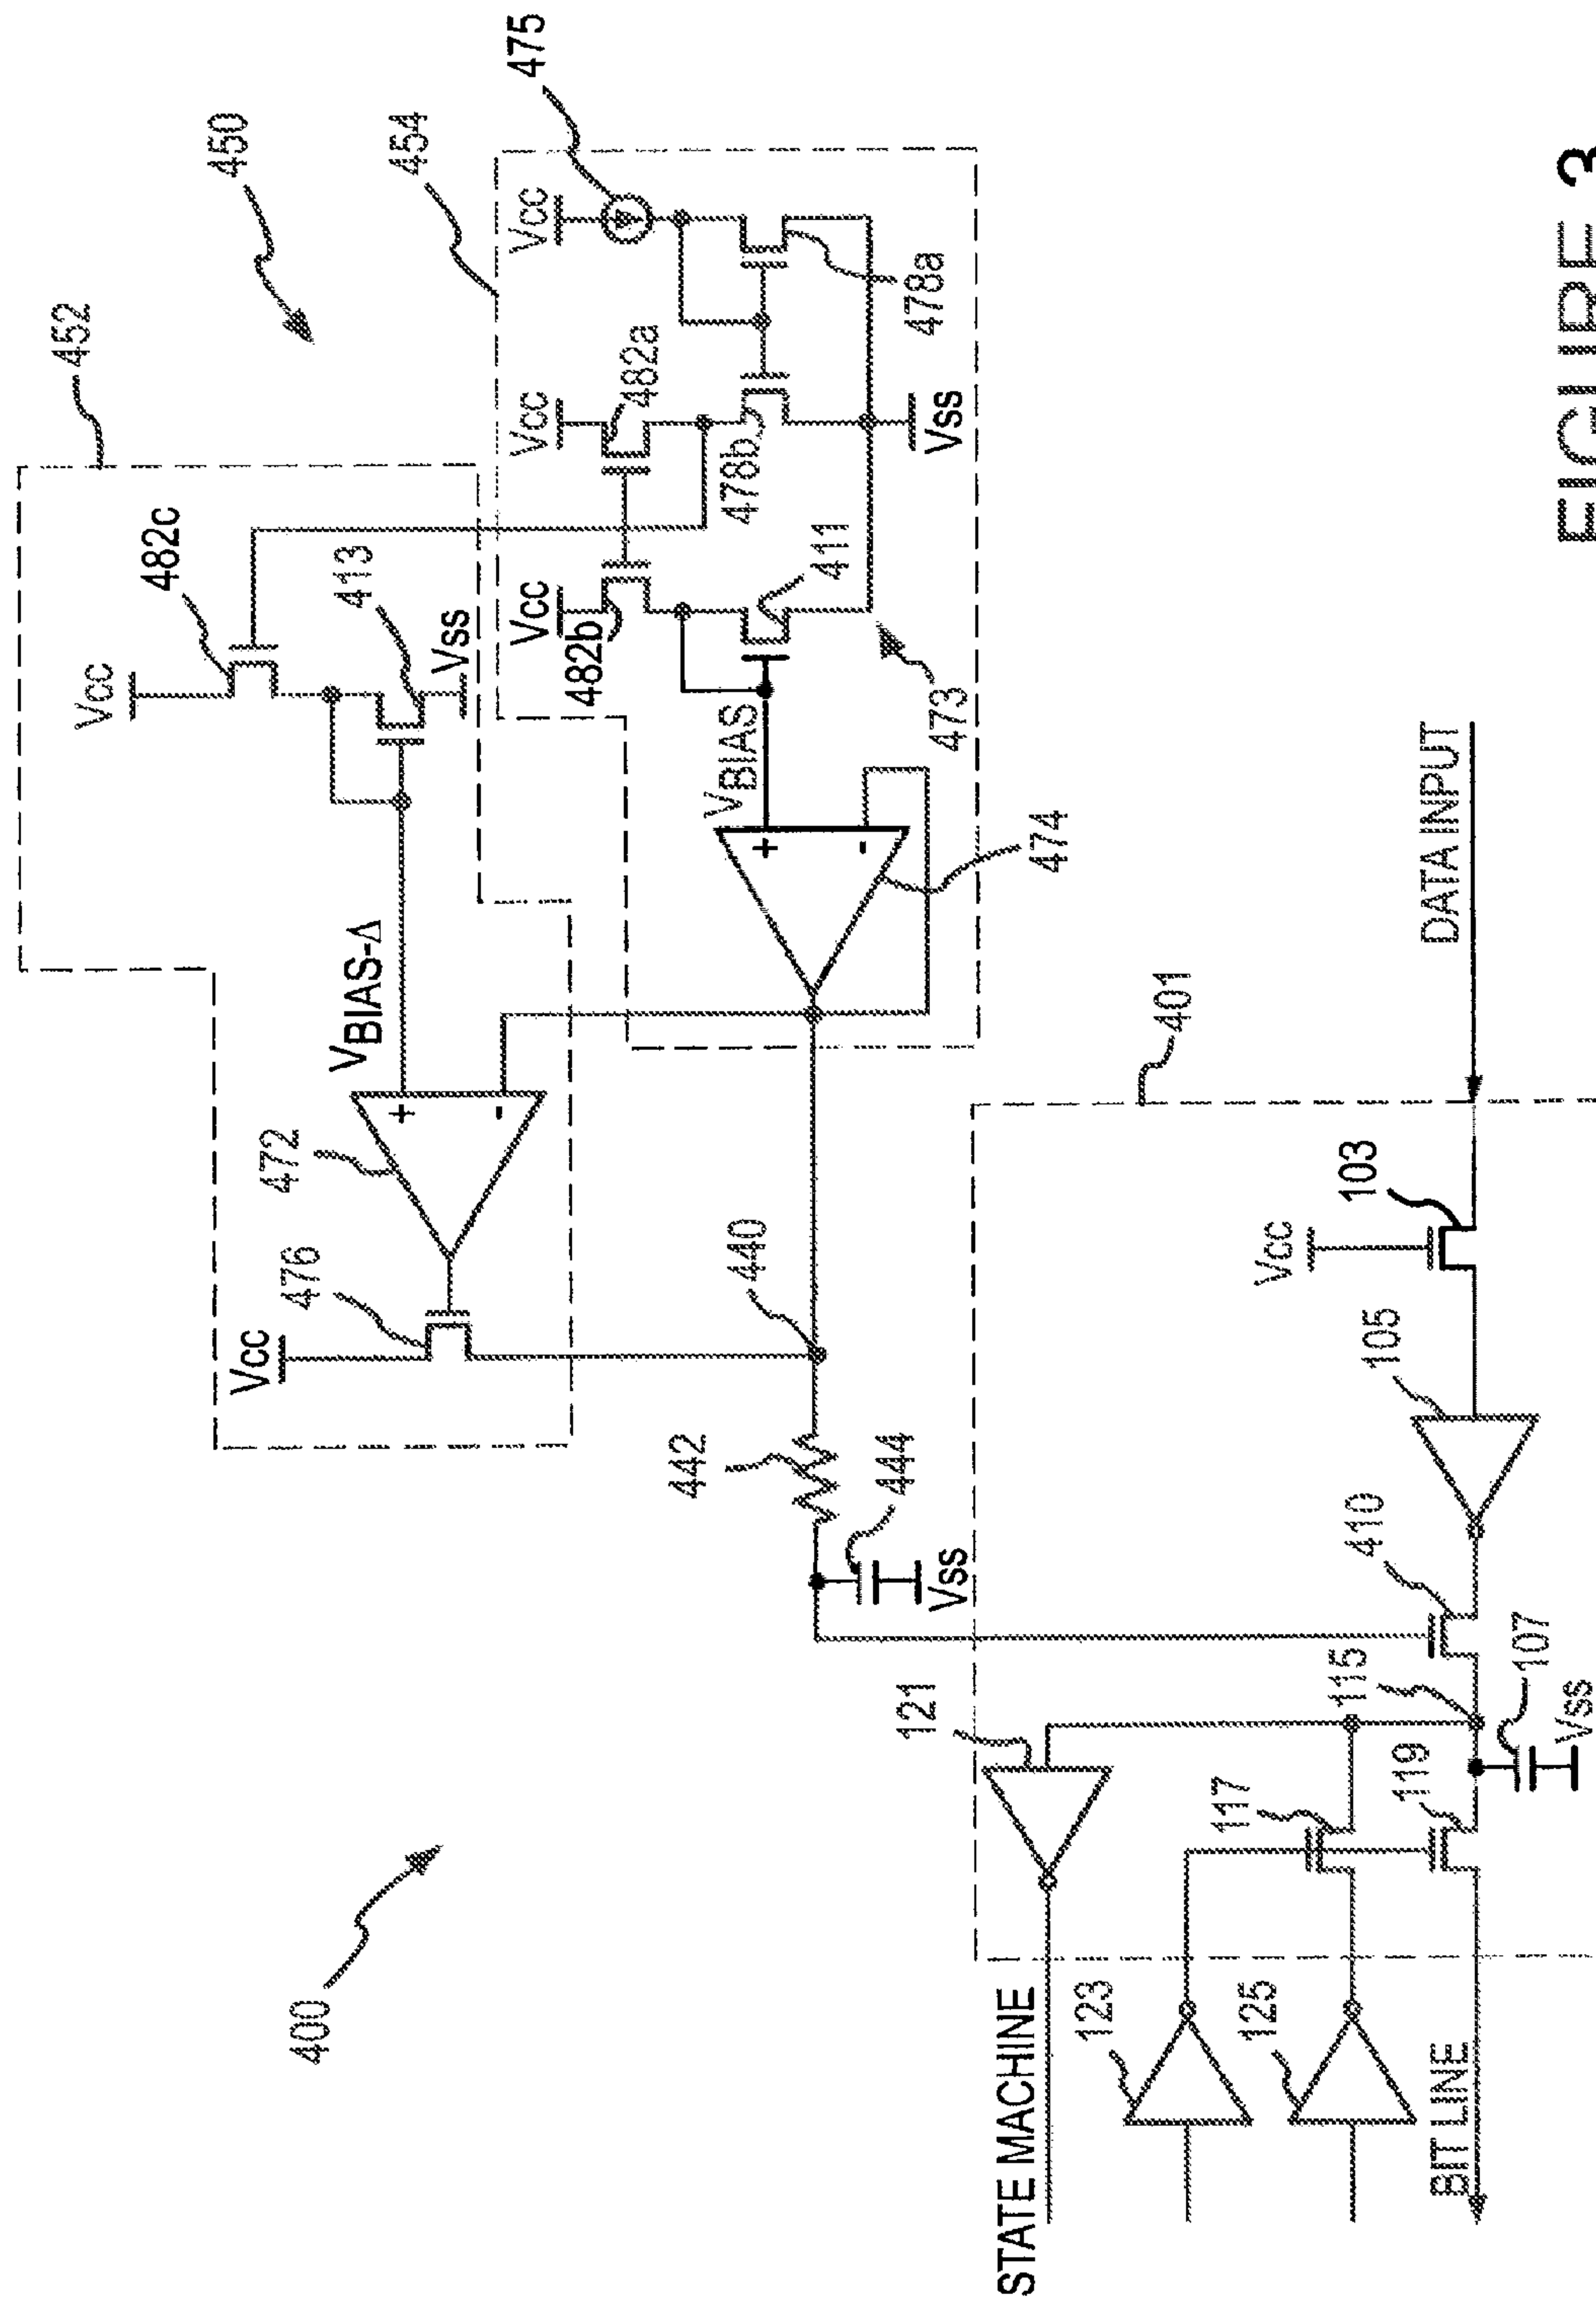 400
450
452
454
475
Vcc
482c
413
Vss
Vcc
482a
Vcc
482b
Vcc
478b
478a
411
Vss
VBIAS
473
474
VBIAS-Δ
472
476
Vcc
440
442
444
Vss
401
DATA INPUT
Vcc
103
105
410
115
107
Vss
121
117
119
STATE MACHINE
123
125
BIT LINE
FIGURE 3